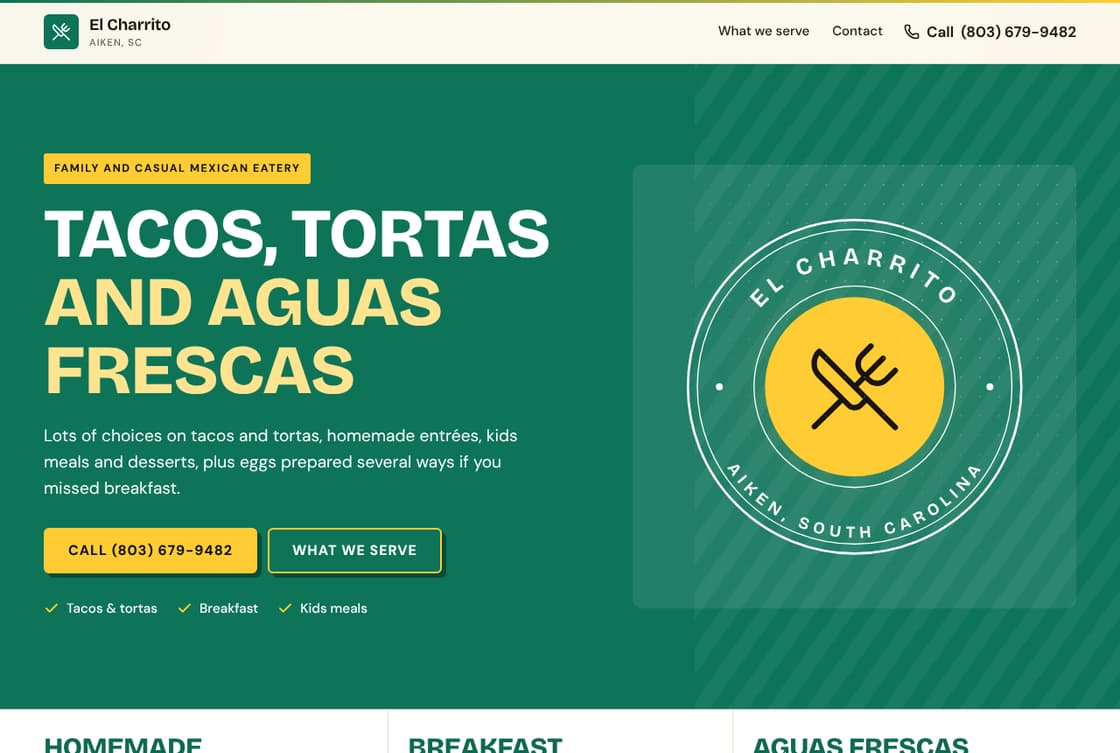 El Charrito
AIKEN, SC
What we serve
Contact
Call (803) 679-9482
FAMILY AND CASUAL MEXICAN EATERY
TACOS, TORTAS
AND AGUAS
FRESCAS
Lots of choices on tacos and tortas, homemade entrées, kids
meals and desserts, plus eggs prepared several ways if you
missed breakfast.
CALL (803) 679-9482
WHAT WE SERVE
Tacos & tortas
Breakfast
Kids meals
EL CHARRITO
AIKEN, SOUTH CAROLINA
HOMEMADE
BREAKFAST
AGUAS FRESCAS